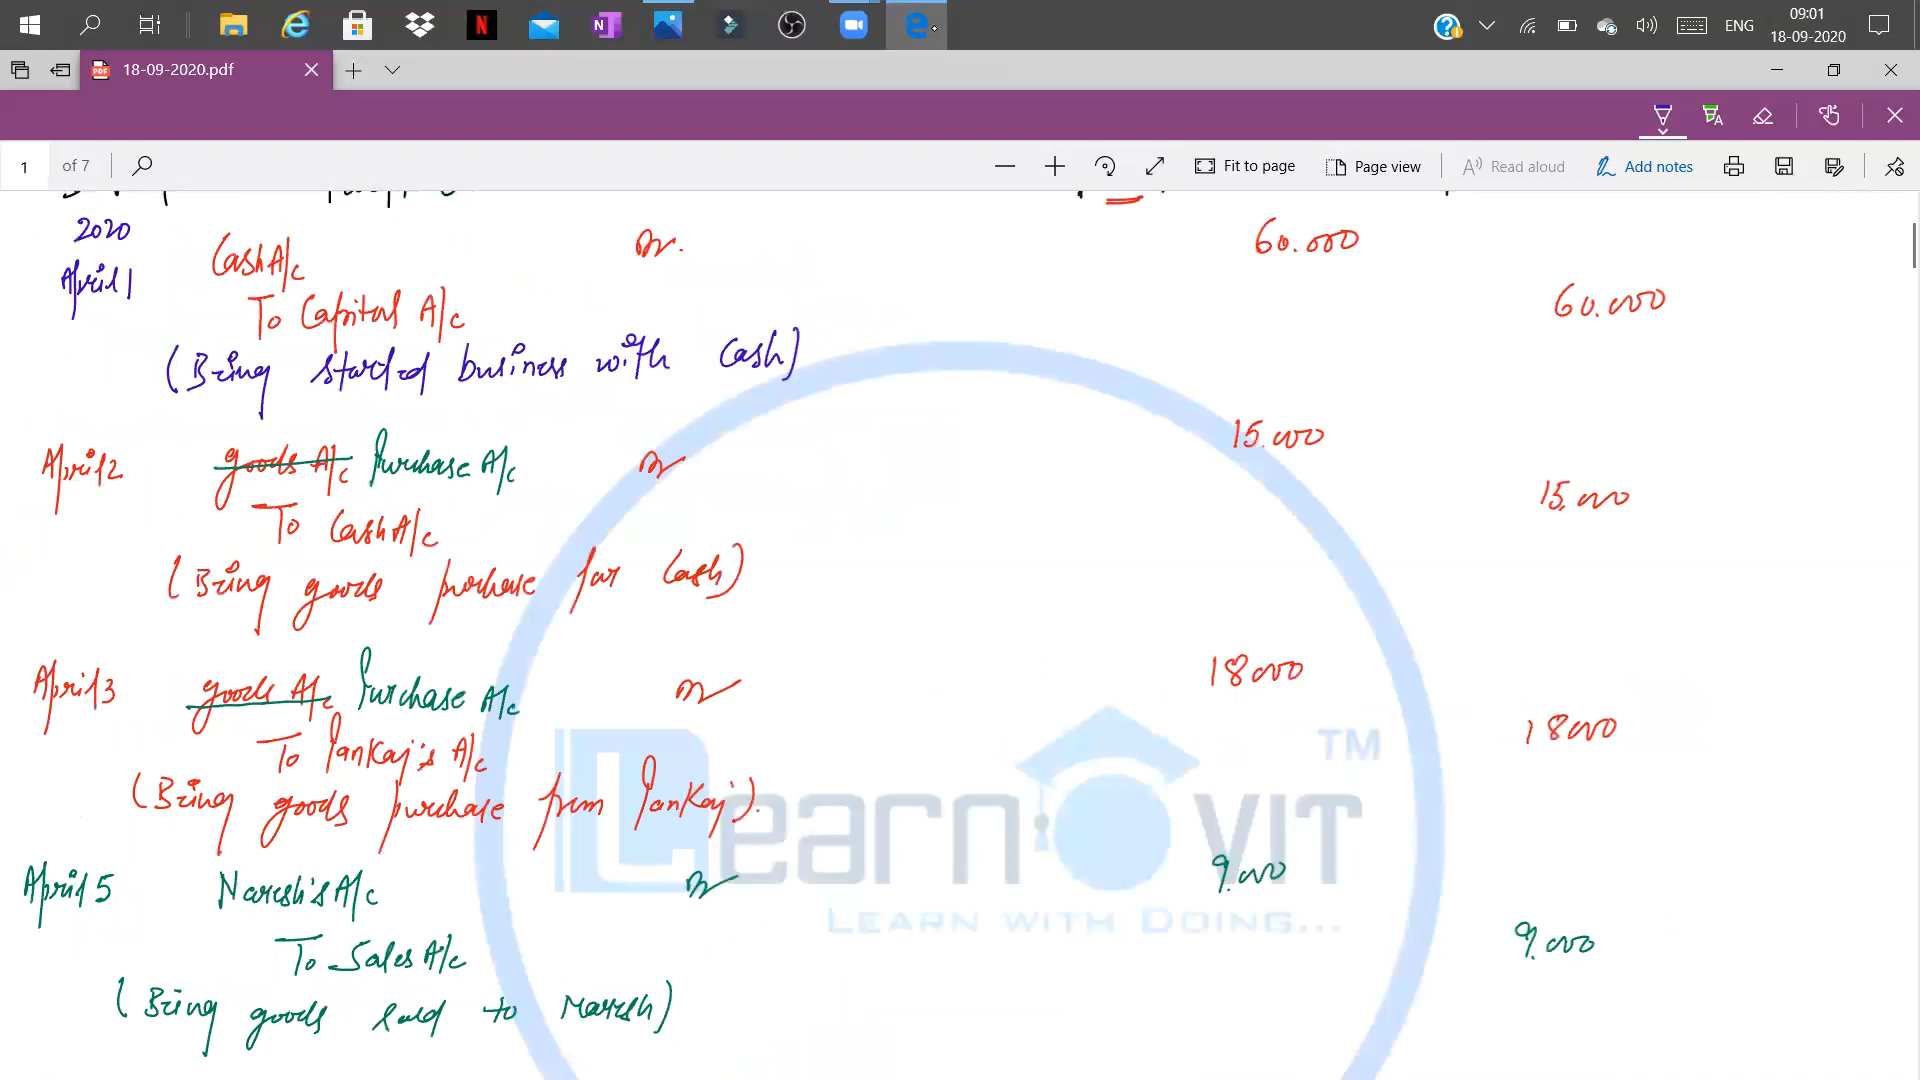 09:01
ENG
18-09-2020
18-09-2020.pdf
1 of 7
Fit to page
Page view
Read aloud
Add notes
2020
April 1 Cash A/c Dr. 60.000
To Capital A/c 60.000
(Being started business with Cash)
April 2 goods A/c Purchase A/c Dr 15.000
To Cash A/c 15.000
(Being goods purchase for Cash)
April 3 goods A/c Purchase A/c Dr 18000
To Pankaj's A/c 18000
(Being goods purchase from Pankaj).
April 5 Naresh's A/c Dr 9.000
To Sales A/c 9.000
(Being goods sold to Naresh)
Learn VIT TM
LEARN WITH DOING...